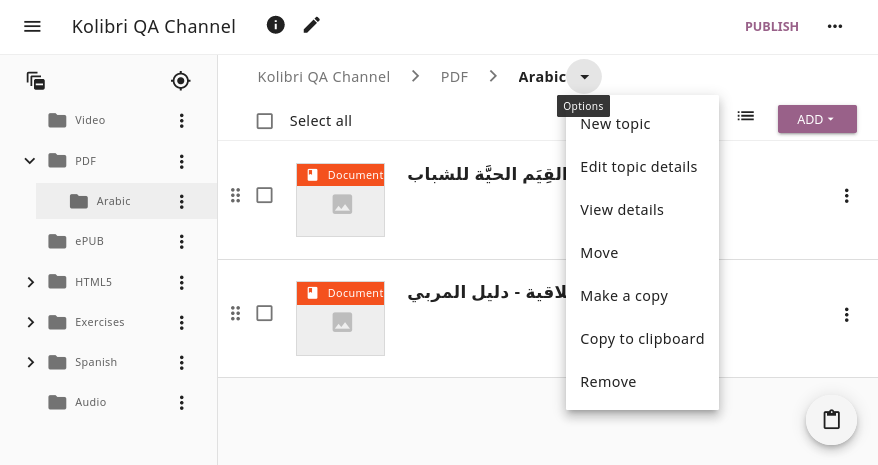 Kolibri QA Channel
PUBLISH
Kolibri QA Channel
PDF
Arabic
Options
Select all
ADD
Video
PDF
Arabic
ePUB
HTML5
Exercises
Spanish
Audio
Document
القِيَم الحيَّة للشباب
Document
دليل المربي
New topic
Edit topic details
View details
Move
Make a copy
Copy to clipboard
Remove